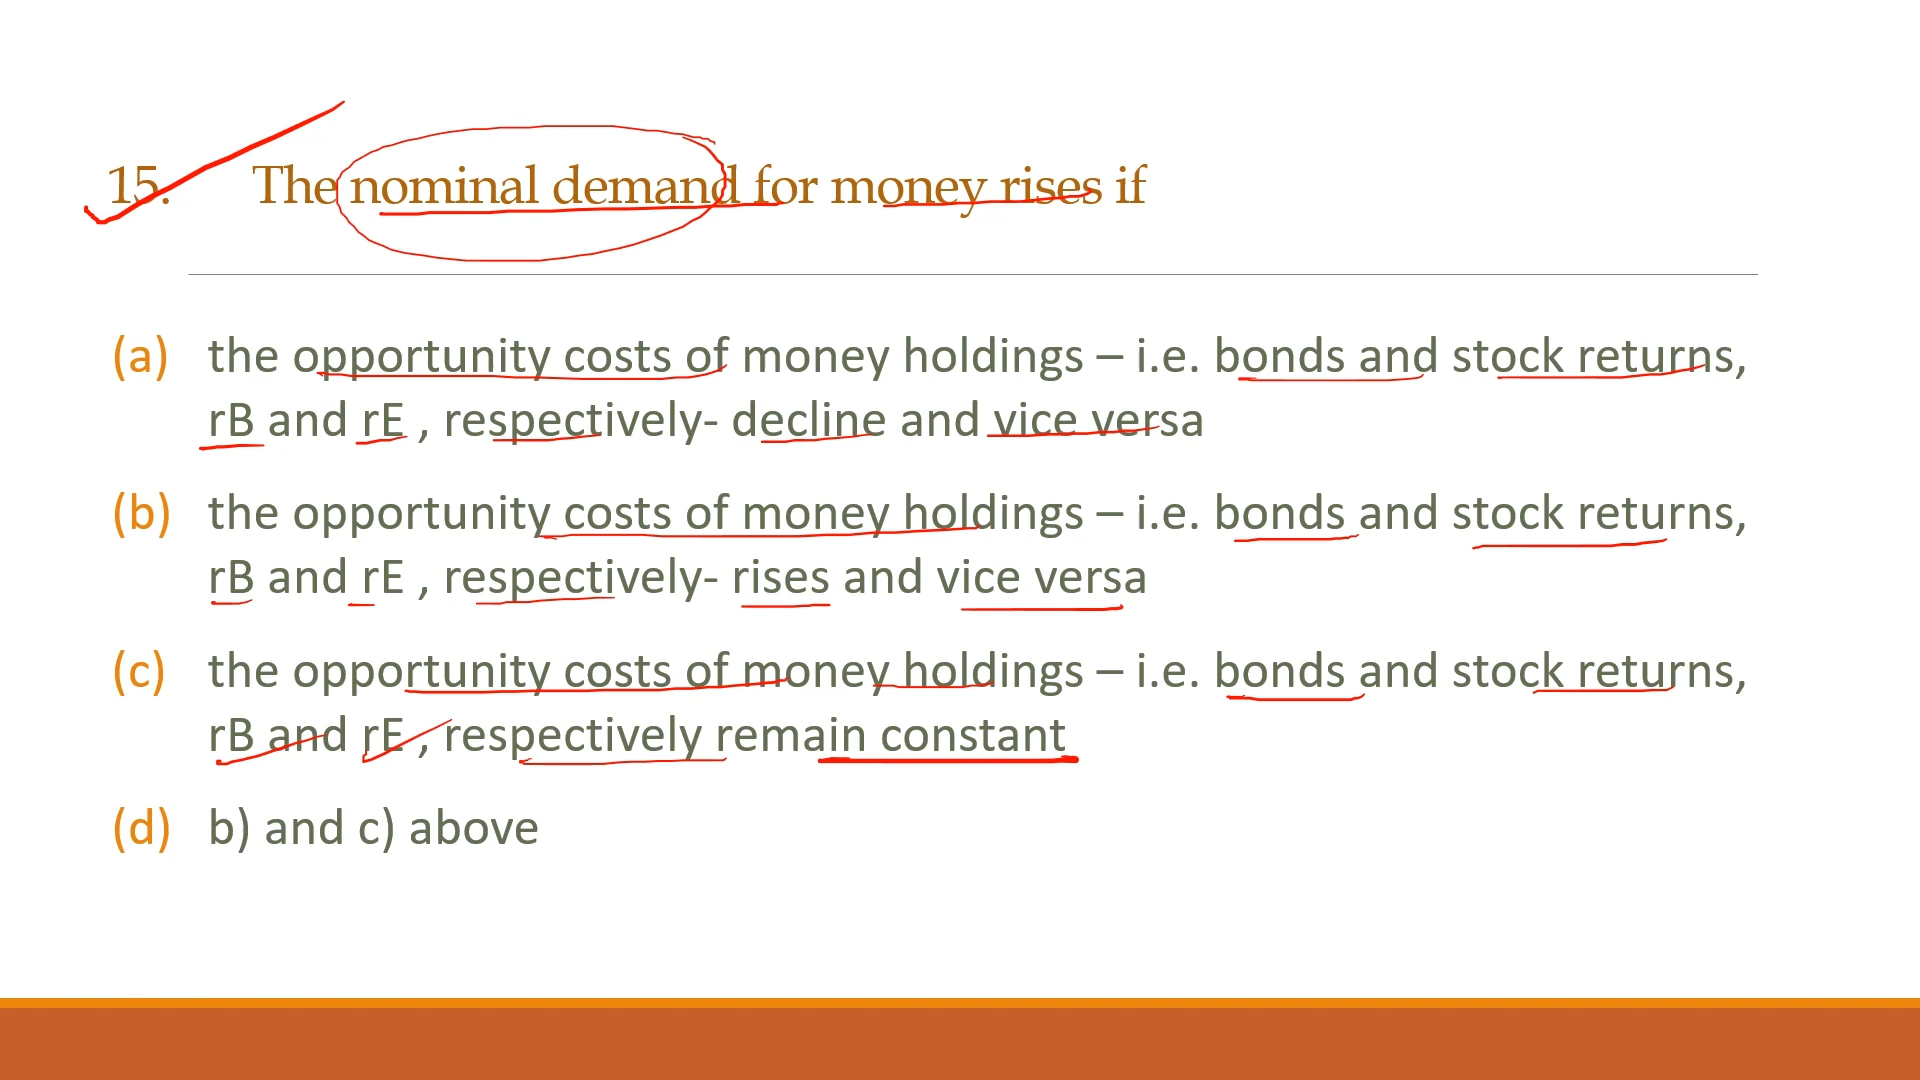 15. The nominal demand for money rises if
(a) the opportunity costs of money holdings – i.e. bonds and stock returns,
rB and rE , respectively- decline and vice versa
(b) the opportunity costs of money holdings – i.e. bonds and stock returns,
rB and rE , respectively- rises and vice versa
(c) the opportunity costs of money holdings – i.e. bonds and stock returns,
rB and rE , respectively remain constant
(d) b) and c) above